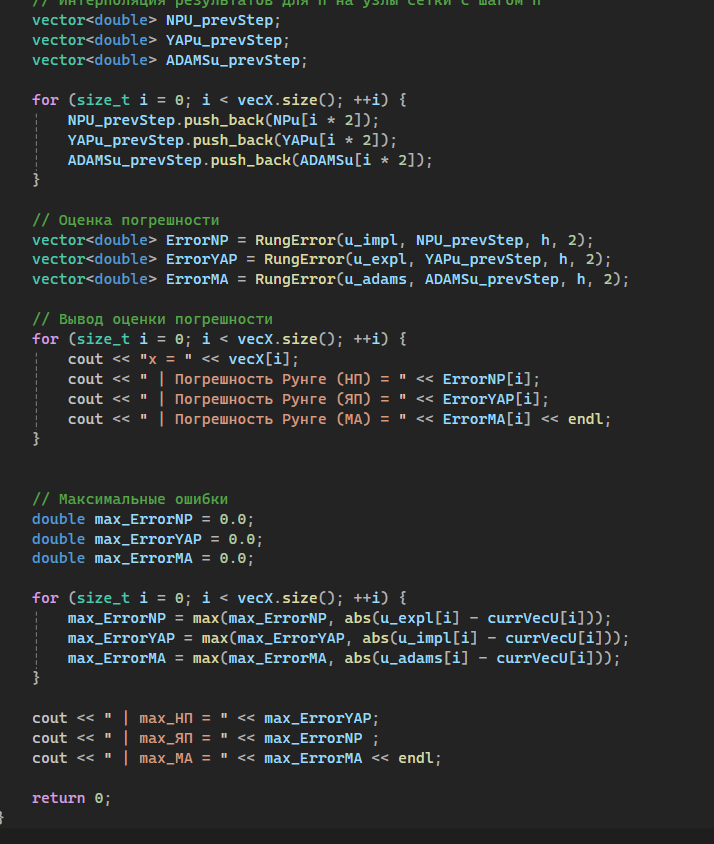 // Интерполяция результатов для h на узлы сетки с шагом h
vector<double> NPU_prevStep;
vector<double> YAPu_prevStep;
vector<double> ADAMSu_prevStep;
for (size_t i = 0; i < vecX.size(); ++i) {
NPU_prevStep.push_back(NPu[i * 2]);
YAPu_prevStep.push_back(YAPu[i * 2]);
ADAMSu_prevStep.push_back(ADAMSu[i * 2]);
}
// Оценка погрешности
vector<double> ErrorNP = RungError(u_impl, NPU_prevStep, h, 2);
vector<double> ErrorYAP = RungError(u_expl, YAPu_prevStep, h, 2);
vector<double> ErrorMA = RungError(u_adams, ADAMSu_prevStep, h, 2);
// Вывод оценки погрешности
for (size_t i = 0; i < vecX.size(); ++i) {
cout << "x = " << vecX[i];
cout << " | Погрешность Рунге (НП) = " << ErrorNP[i];
cout << " | Погрешность Рунге (ЯП) = " << ErrorYAP[i];
cout << " | Погрешность Рунге (МА) = " << ErrorMA[i] << endl;
}
// Максимальные ошибки
double max_ErrorNP = 0.0;
double max_ErrorYAP = 0.0;
double max_ErrorMA = 0.0;
for (size_t i = 0; i < vecX.size(); ++i) {
max_ErrorNP = max(max_ErrorNP, abs(u_expl[i] - currVecU[i]));
max_ErrorYAP = max(max_ErrorYAP, abs(u_impl[i] - currVecU[i]));
max_ErrorMA = max(max_ErrorMA, abs(u_adams[i] - currVecU[i]));
}
cout << " | max_НП = " << max_ErrorYAP;
cout << " | max_ЯП = " << max_ErrorNP ;
cout << " | max_МА = " << max_ErrorMA << endl;
return 0;
}